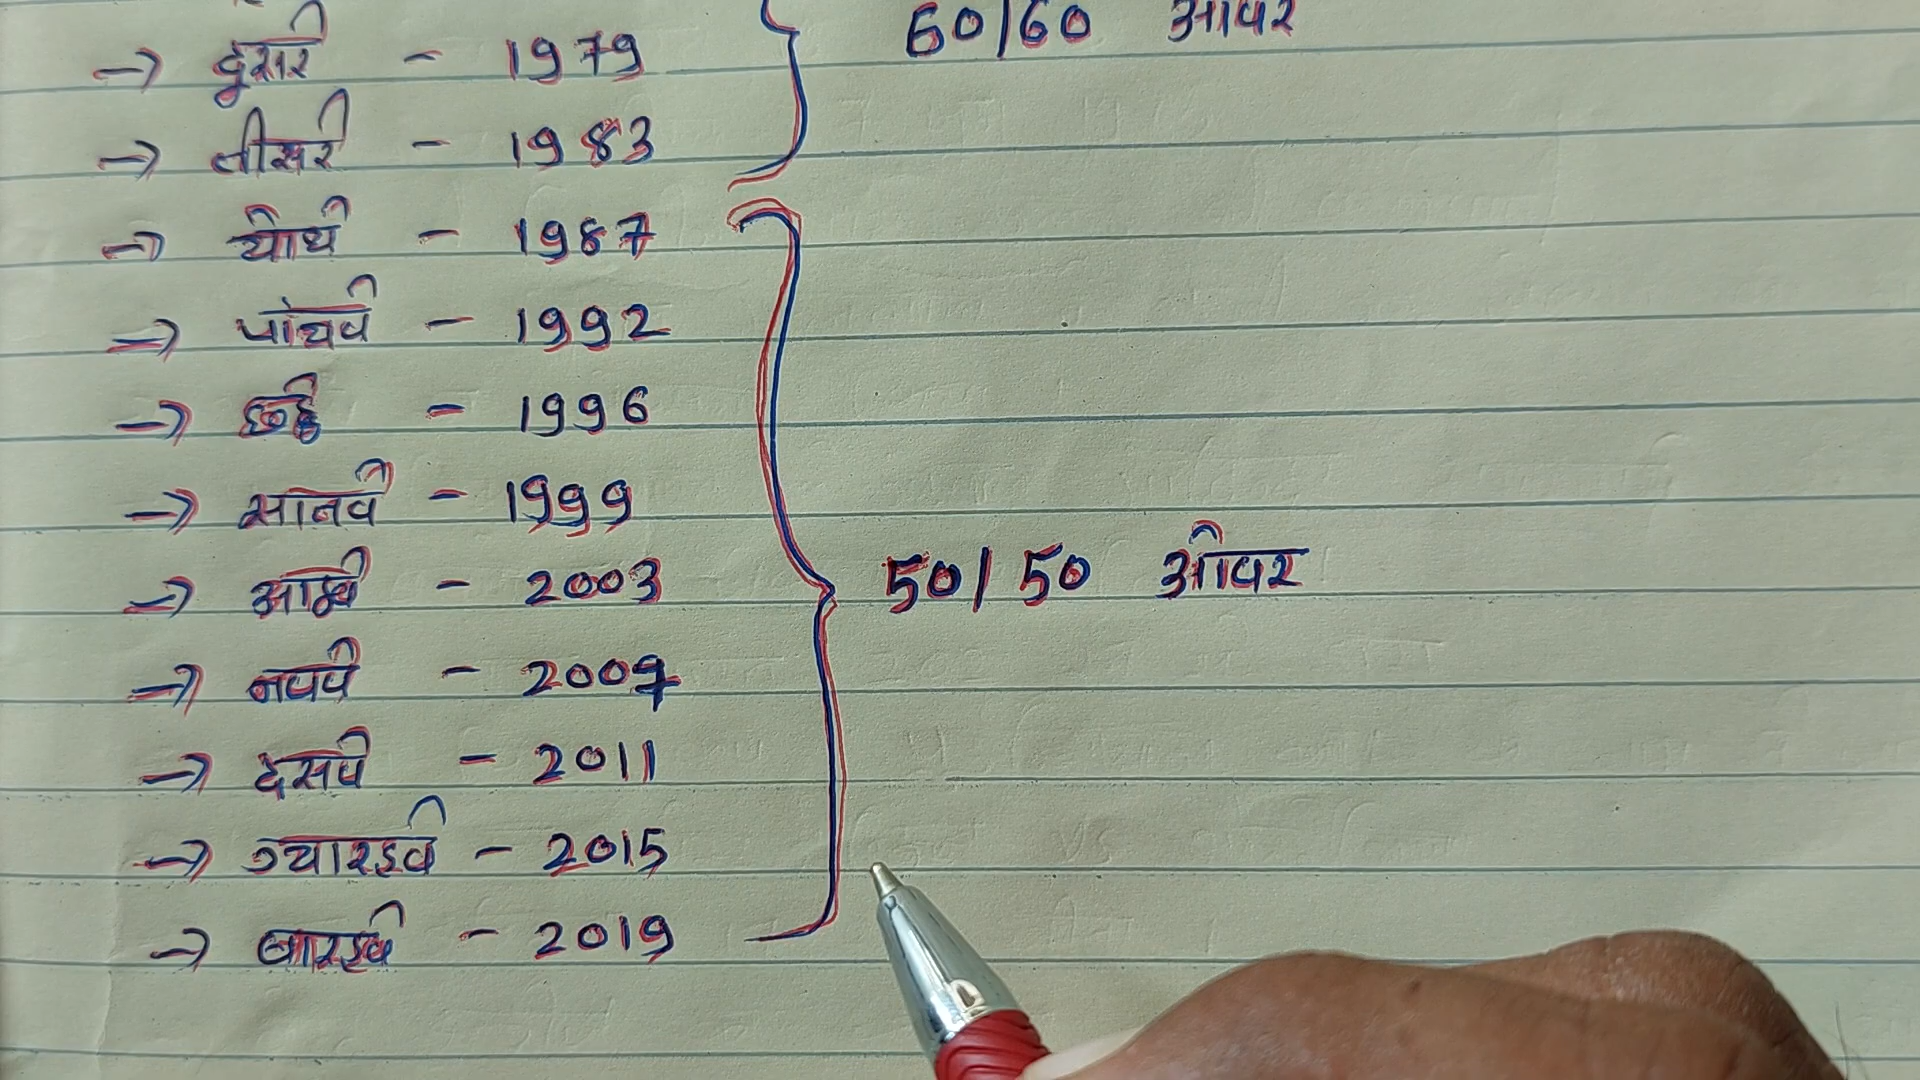 60/60 ओवर
→ दुसरे - 1979
→ तीसरे - 1983
→ चौथे - 1987
→ पांचवे - 1992
→ छठ्ठे - 1996
→ सातवे - 1999
→ आठवे - 2003
50/50 ओवर
→ नववे - 2007
→ दसवे - 2011
→ ग्यारहवे - 2015
→ बारहवे - 2019